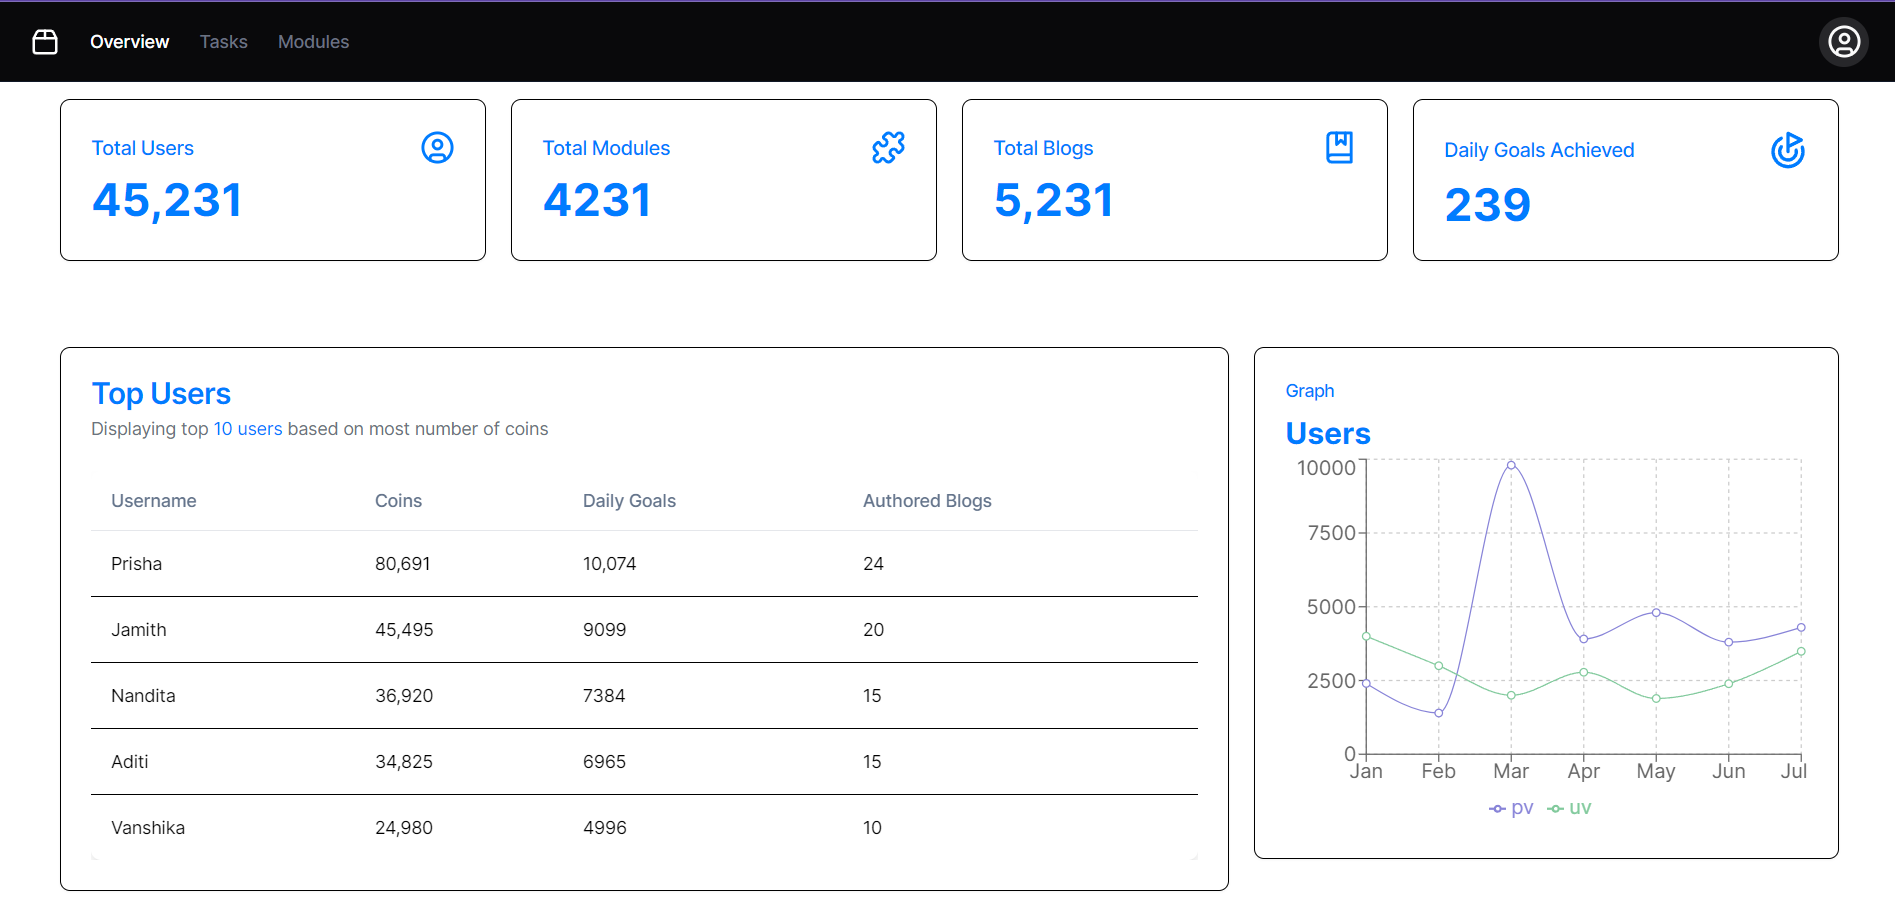 Overview Tasks Modules
Total Users
45,231
Total Modules
4231
Total Blogs
5,231
Daily Goals Achieved
239
Top Users
Displaying top 10 users based on most number of coins
Username Coins Daily Goals Authored Blogs
Prisha 80,691 10,074 24
Jamith 45,495 9099 20
Nandita 36,920 7384 15
Aditi 34,825 6965 15
Vanshika 24,980 4996 10
Graph
Users
10000
7500
5000
2500
0
Jan Feb Mar Apr May Jun Jul
pv uv